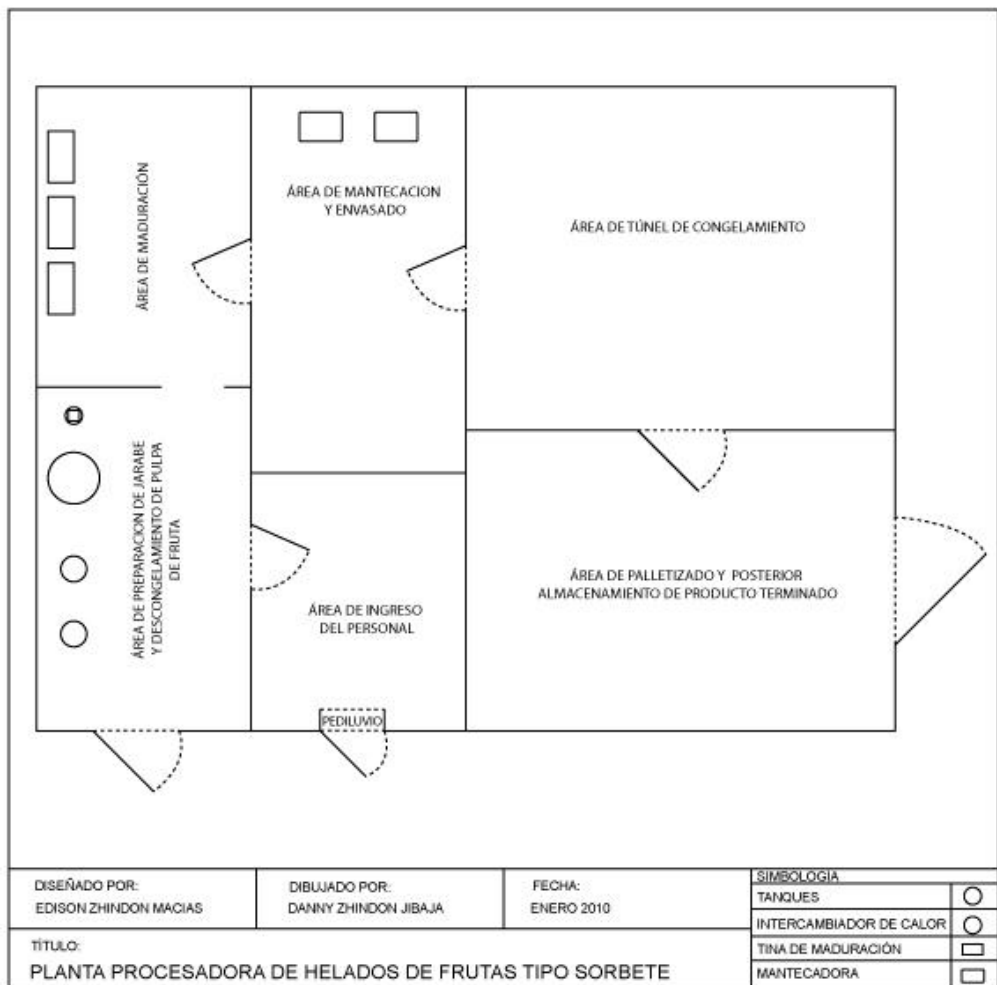 ÁREA DE MADURACIÓN
ÁREA DE MANTECACION
Y ENVASADO
ÁREA DE TÚNEL DE CONGELAMIENTO
ÁREA DE PREPARACION DE JARABE
Y DESCONGELAMIENTO DE PULPA
DE FRUTA
ÁREA DE INGRESO
DEL PERSONAL
PEDILUVIO
ÁREA DE PALLETIZADO Y POSTERIOR
ALMACENAMIENTO DE PRODUCTO TERMINADO
DISEÑADO POR:
EDISON ZHINDON MACIAS
DIBUJADO POR:
DANNY ZHINDON JIBAJA
FECHA:
ENERO 2010
TÍTULO:
PLANTA PROCESADORA DE HELADOS DE FRUTAS TIPO SORBETE
SIMBOLOGIA
TANQUES
INTERCAMBIADOR DE CALOR
TINA DE MADURACIÓN
MANTECADORA